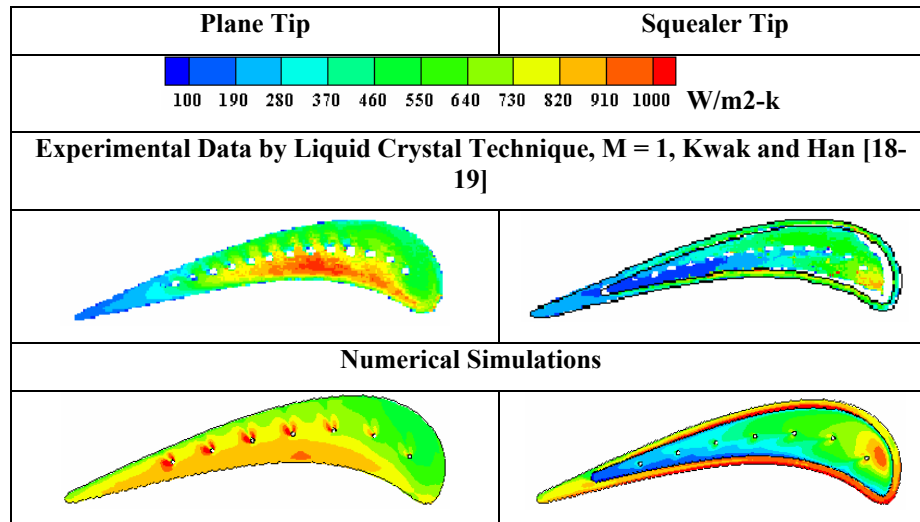 Plane Tip
Squealer Tip
100 190 280 370 460 550 640 730 820 910 1000 W/m2-k
Experimental Data by Liquid Crystal Technique, M = 1, Kwak and Han [18-
19]
Numerical Simulations